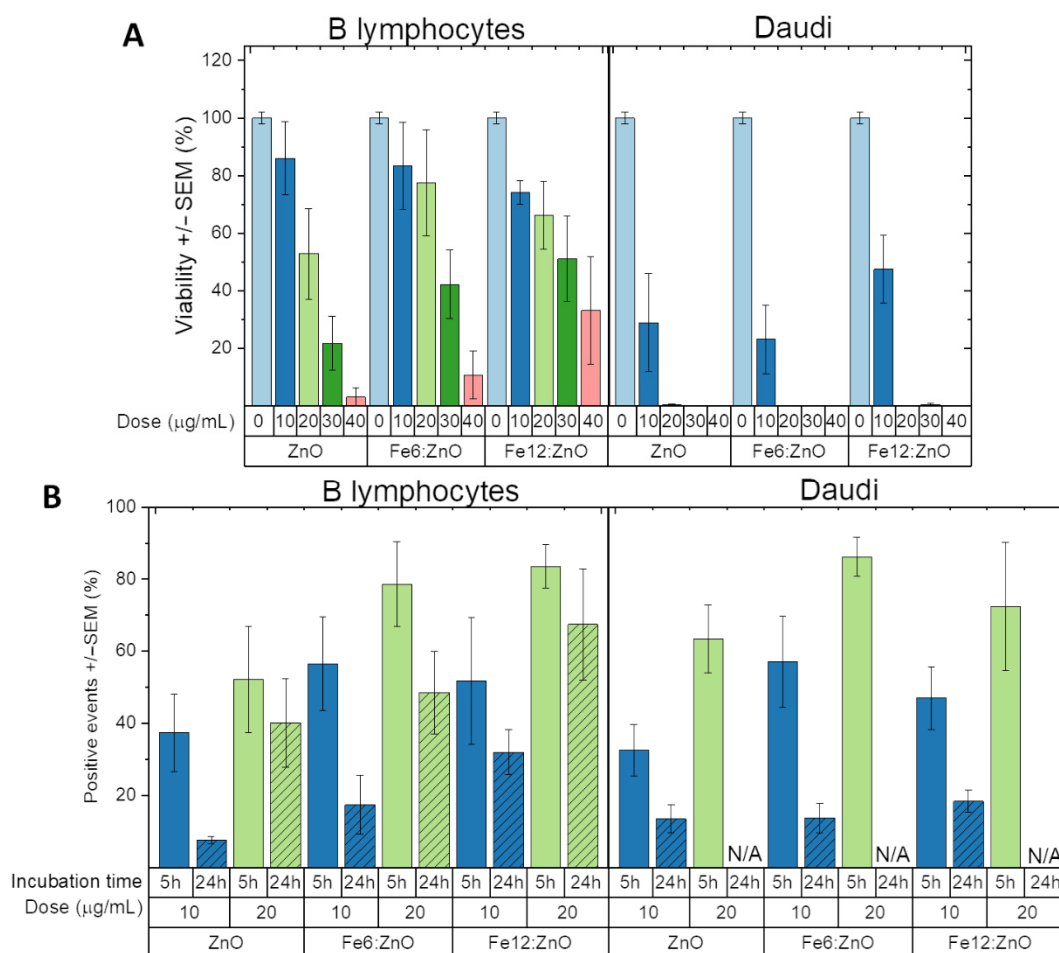 A
B lymphocytes Daudi
Viability +/− SEM (%)
120
100
80
60
40
20
Dose (μg/mL) 0 10 20 30 40 0 10 20 30 40 0 10 20 30 40 0 10 20 30 40 0 10 20 30 40 0 10 20 30 40
ZnO Fe6:ZnO Fe12:ZnO ZnO Fe6:ZnO Fe12:ZnO
B
B lymphocytes Daudi
Positive events +/−SEM (%)
100
80
60
40
20
N/A N/A N/A
Incubation time 5h 24h 5h 24h 5h 24h 5h 24h 5h 24h 5h 24h 5h 24h 5h 24h 5h 24h 5h 24h 5h 24h 5h 24h
Dose (μg/mL) 10 20 10 20 10 20 10 20 10 20 10 20
ZnO Fe6:ZnO Fe12:ZnO ZnO Fe6:ZnO Fe12:ZnO